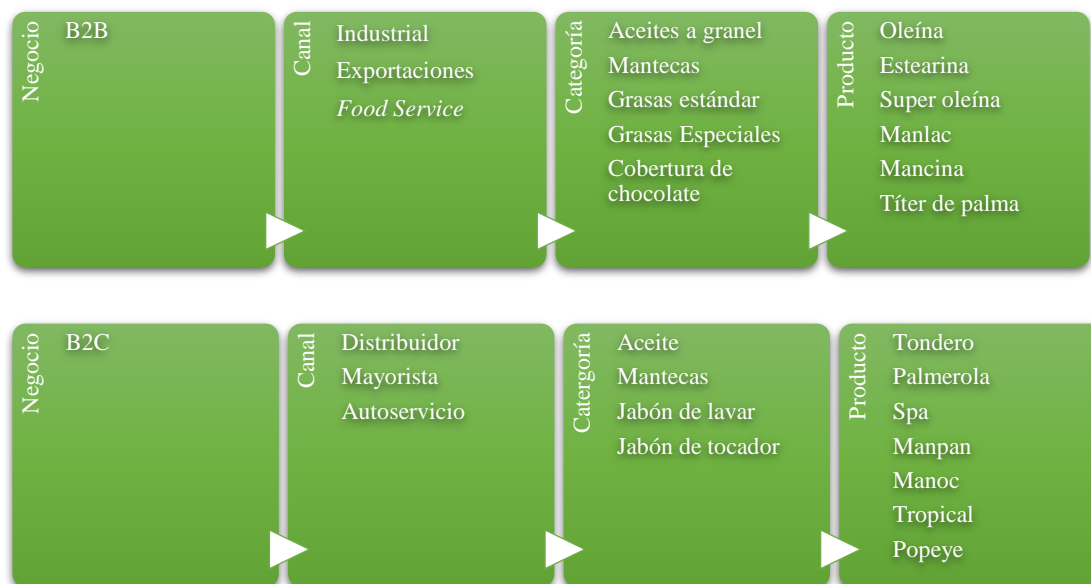 Negocio
B2B
Canal
Industrial
Exportaciones
Food Service
Categoría
Aceites a granel
Mantecas
Grasas estándar
Grasas Especiales
Cobertura de
chocolate
Producto
Oleína
Estearina
Super oleína
Manlac
Mancina
Títer de palma
Negocio
B2C
Canal
Distribuidor
Mayorista
Autoservicio
Catergoría
Aceite
Mantecas
Jabón de lavar
Jabón de tocador
Producto
Tondero
Palmerola
Spa
Manpan
Manoc
Tropical
Popeye